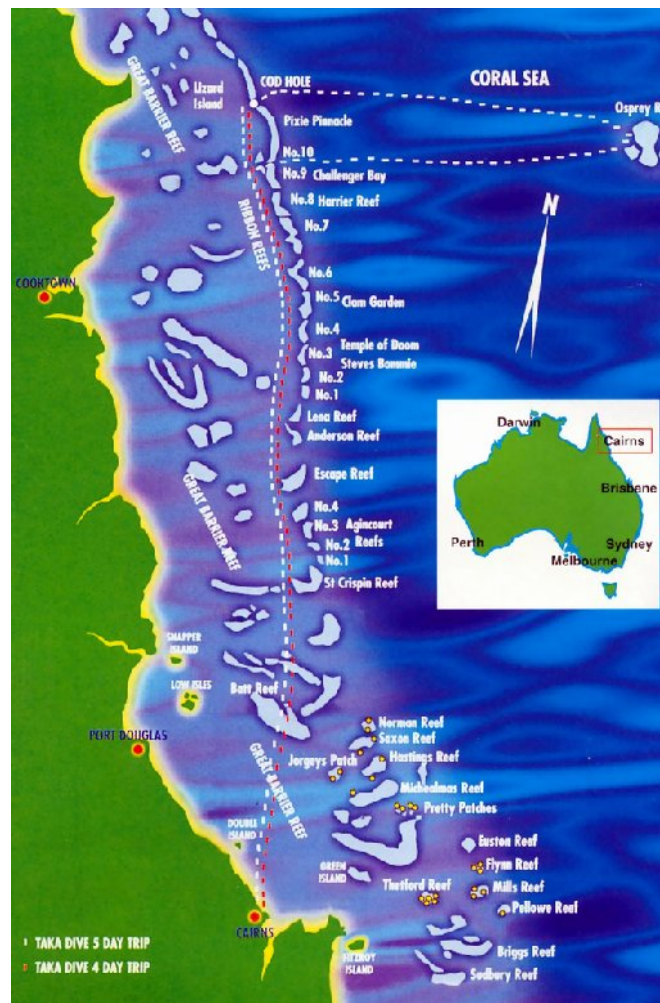 GREAT BARRIER REEF
Lizard
Island
COD HOLE
CORAL SEA
Osprey R
Pixie Pinnacle
No.10
No.9 Challenger Bay
No.8 Harrier Reef
No.7
RIBBON REEFS
N
No.6
COOKTOWN
No.5 Clam Garden
No.4
Temple of Doom
No.3
Steves Bommie
No.2
No.1
Lena Reef
Anderson Reef
Darwin
Cairns
Brisbane
Perth
Sydney
Melbourne
Escape Reef
GREAT BARRIER REEF
No.4
No.3 Agincourt
Reefs
No.2
No.1
St Crispin Reef
SNAPPER
ISLAND
LOW ISLES
Batt Reef
PORT DOUGLAS
GREAT BARRIER REEF
Norman Reef
Saxon Reef
Hastings Reef
Jorgeys Patch
Michealmas Reef
Pretty Patches
DOUBLE
ISLAND
GREEN
ISLAND
Euston Reef
Flynn Reef
Thetford Reef
Mills Reef
Pellowe Reef
CAIRNS
FITZROY
ISLAND
Briggs Reef
Sudbury Reef
TAKA DIVE 5 DAY TRIP
TAKA DIVE 4 DAY TRIP